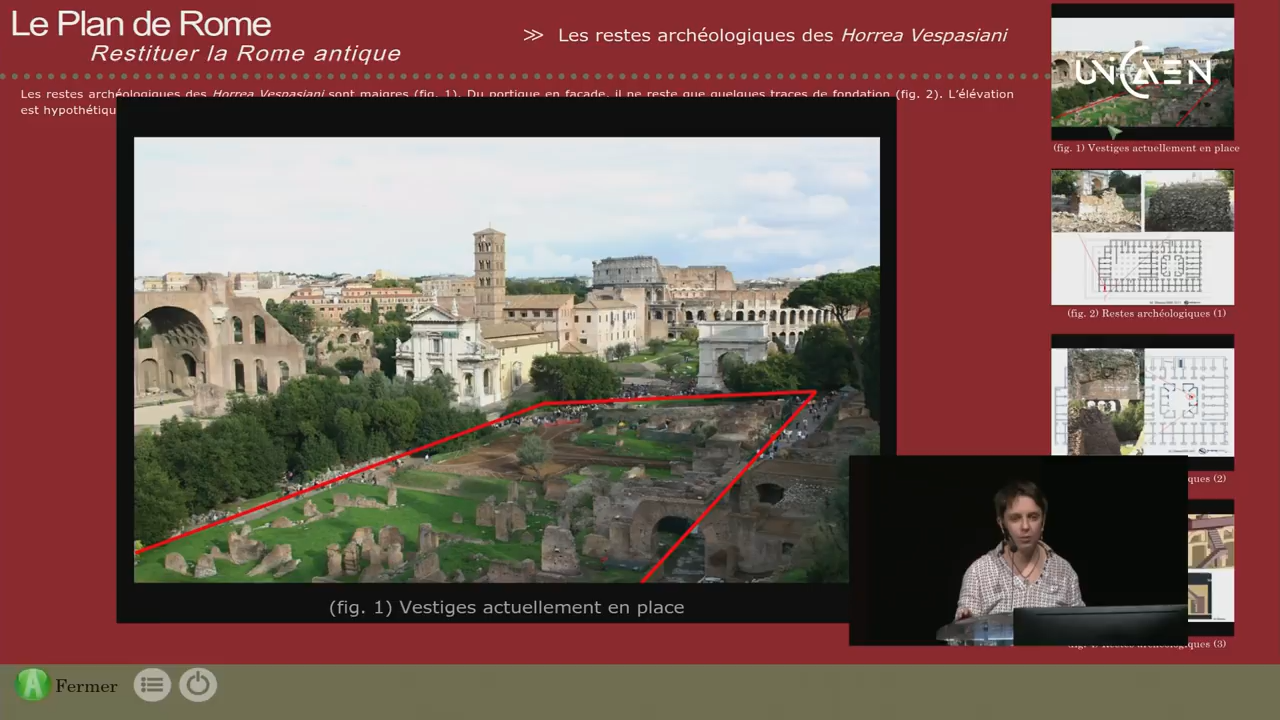 Le Plan de Rome
Restituer la Rome antique
>> Les restes archéologiques des Horrea Vespasiani
Les restes archéologiques des Horrea Vespasiani sont maigres (fig. 1). Du portique en façade, il ne reste que quelques traces de fondation (fig. 2). L'élévation
est hypothétiqu
UNICAEN
(fig. 1) Vestiges actuellement en place
(fig. 2) Restes archéologiques (1)
ques (2)
ques (3)
(fig. 1) Vestiges actuellement en place
A Fermer